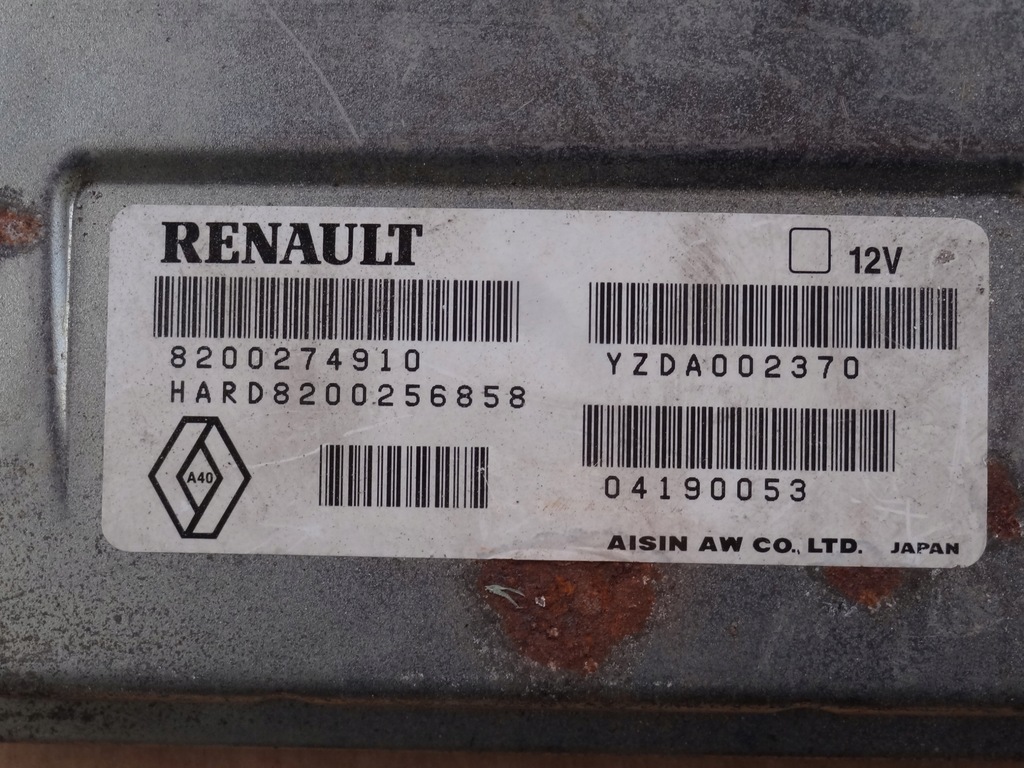 RENAULT
12V
8200274910
HARD8200256858
YZDA002370
A40
04190053
AISIN AW CO., LTD. JAPAN